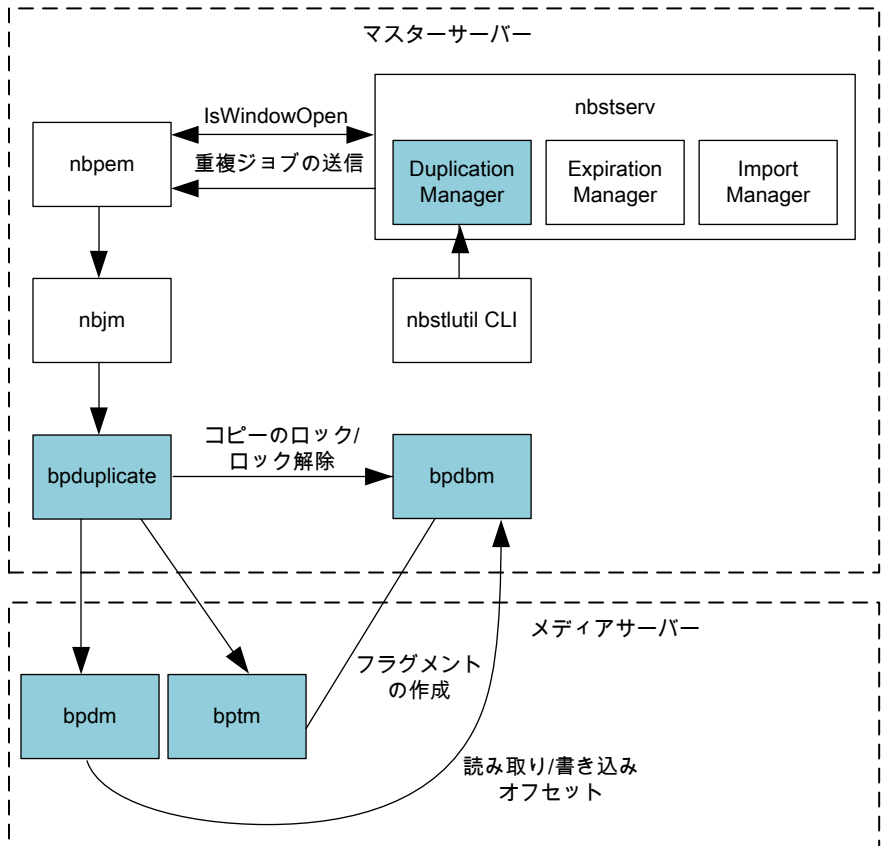 マスターサーバー
nbstserv
IsWindowOpen
nbpem
重複ジョブの送信
Duplication
Manager
Expiration
Manager
Import
Manager
nbjm
nbstlutil CLI
コピーのロック/
ロック解除
bpduplicate
bpdbm
メディアサーバー
フラグメント
の作成
bpdm
bptm
読み取り/書き込み
オフセット